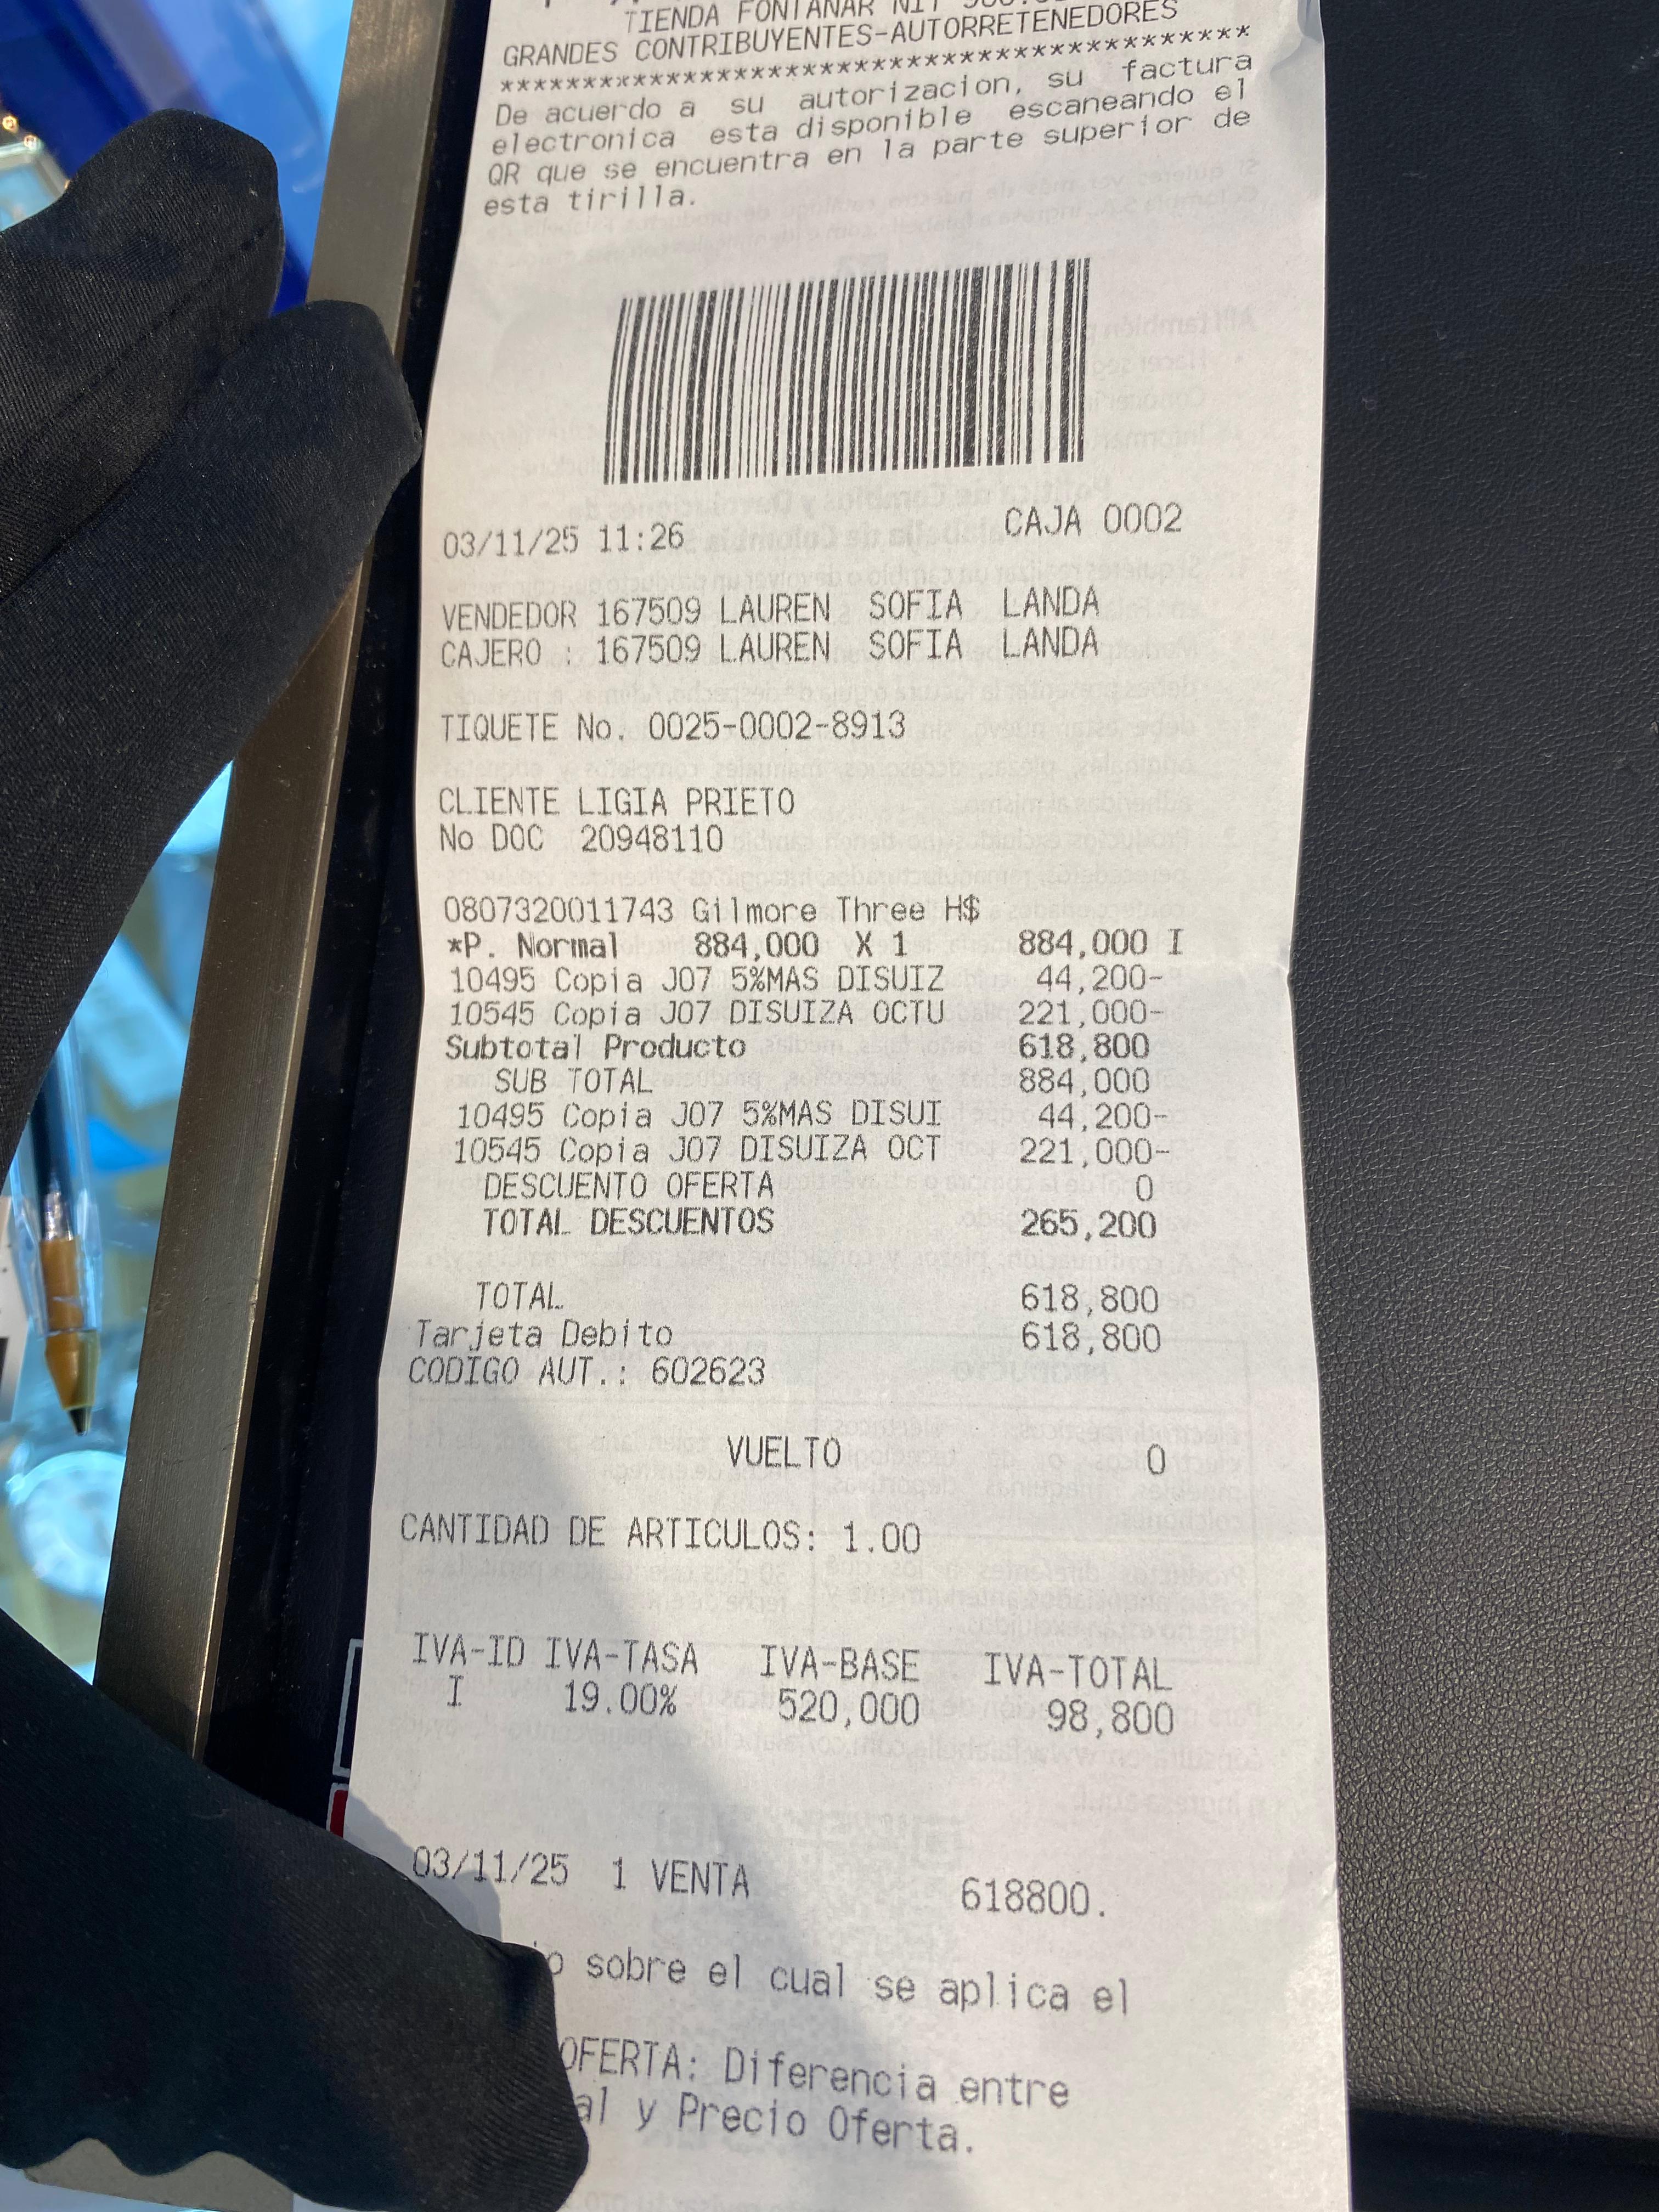 TIENDA FONTANAR NIT
GRANDES CONTRIBUYENTES-AUTORRETENEDORES
****************************************
De acuerdo a su autorizacion, su factura
electronica esta disponible escaneando el
QR que se encuentra en la parte superior de
esta tirilla.
03/11/25 11:26 CAJA 0002
VENDEDOR 167509 LAUREN SOFIA LANDA
CAJERO : 167509 LAUREN SOFIA LANDA
TIQUETE No. 0025-0002-8913
CLIENTE LIGIA PRIETO
No DOC 20948110
0807320011743 Gilmore Three H$
*P. Normal 884,000 X 1 884,000 I
10495 Copia J07 5%MAS DISUIZ 44,200-
10545 Copia J07 DISUIZA OCTU 221,000-
Subtotal Producto 618,800
SUB TOTAL 884,000
10495 Copia J07 5%MAS DISUI 44,200-
10545 Copia J07 DISUIZA OCT 221,000-
DESCUENTO OFERTA 0
TOTAL DESCUENTOS 265,200
TOTAL 618,800
Tarjeta Debito 618,800
CODIGO AUT.: 602623
VUELTO 0
CANTIDAD DE ARTICULOS: 1.00
IVA-ID IVA-TASA IVA-BASE IVA-TOTAL
I 19.00% 520,000 98,800
03/11/25 1 VENTA 618800.
sobre el cual se aplica el
OFERTA: Diferencia entre
y Precio Oferta.